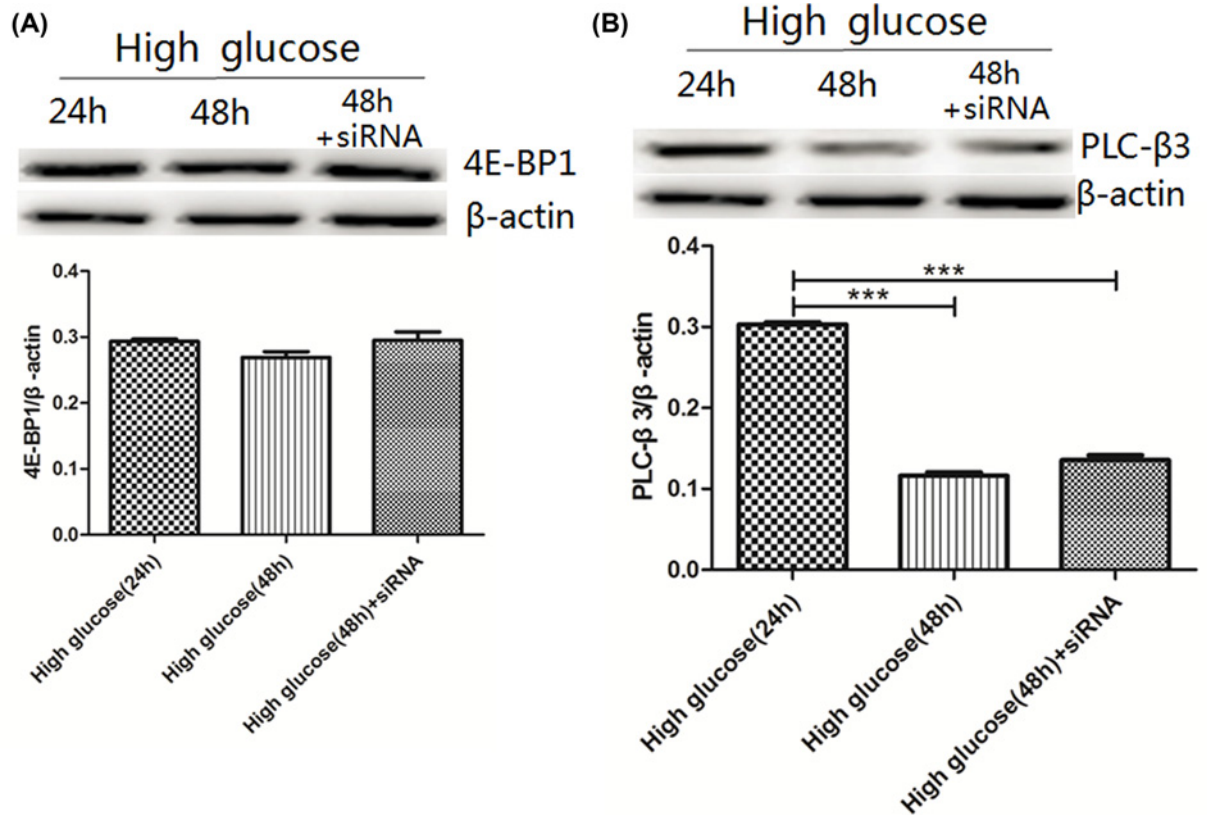 (A)
High glucose
24h
48h
48h
+siRNA
4E-BP1
β-actin
4E-BP1/β -actin
0.4
0.3
0.2
0.1
0.0
High glucose(24h)
High glucose(48h)
High glucose(48h)+siRNA
(B)
High glucose
24h
48h
48h
+siRNA
PLC-β3
β-actin
PLC-β 3/β -actin
0.4
0.3
0.2
0.1
0.0
***
***
High glucose(24h)
High glucose(48h)
High glucose(48h)+siRNA